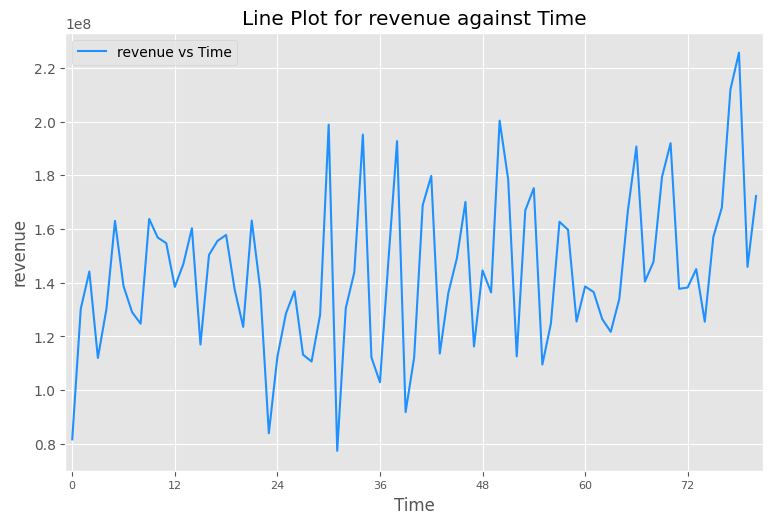 Line Plot for revenue against Time
1e8
revenue vs Time
2.2
2.0
1.8
1.6
1.4
1.2
1.0
0.8
revenue
0 12 24 36 48 60 72
Time